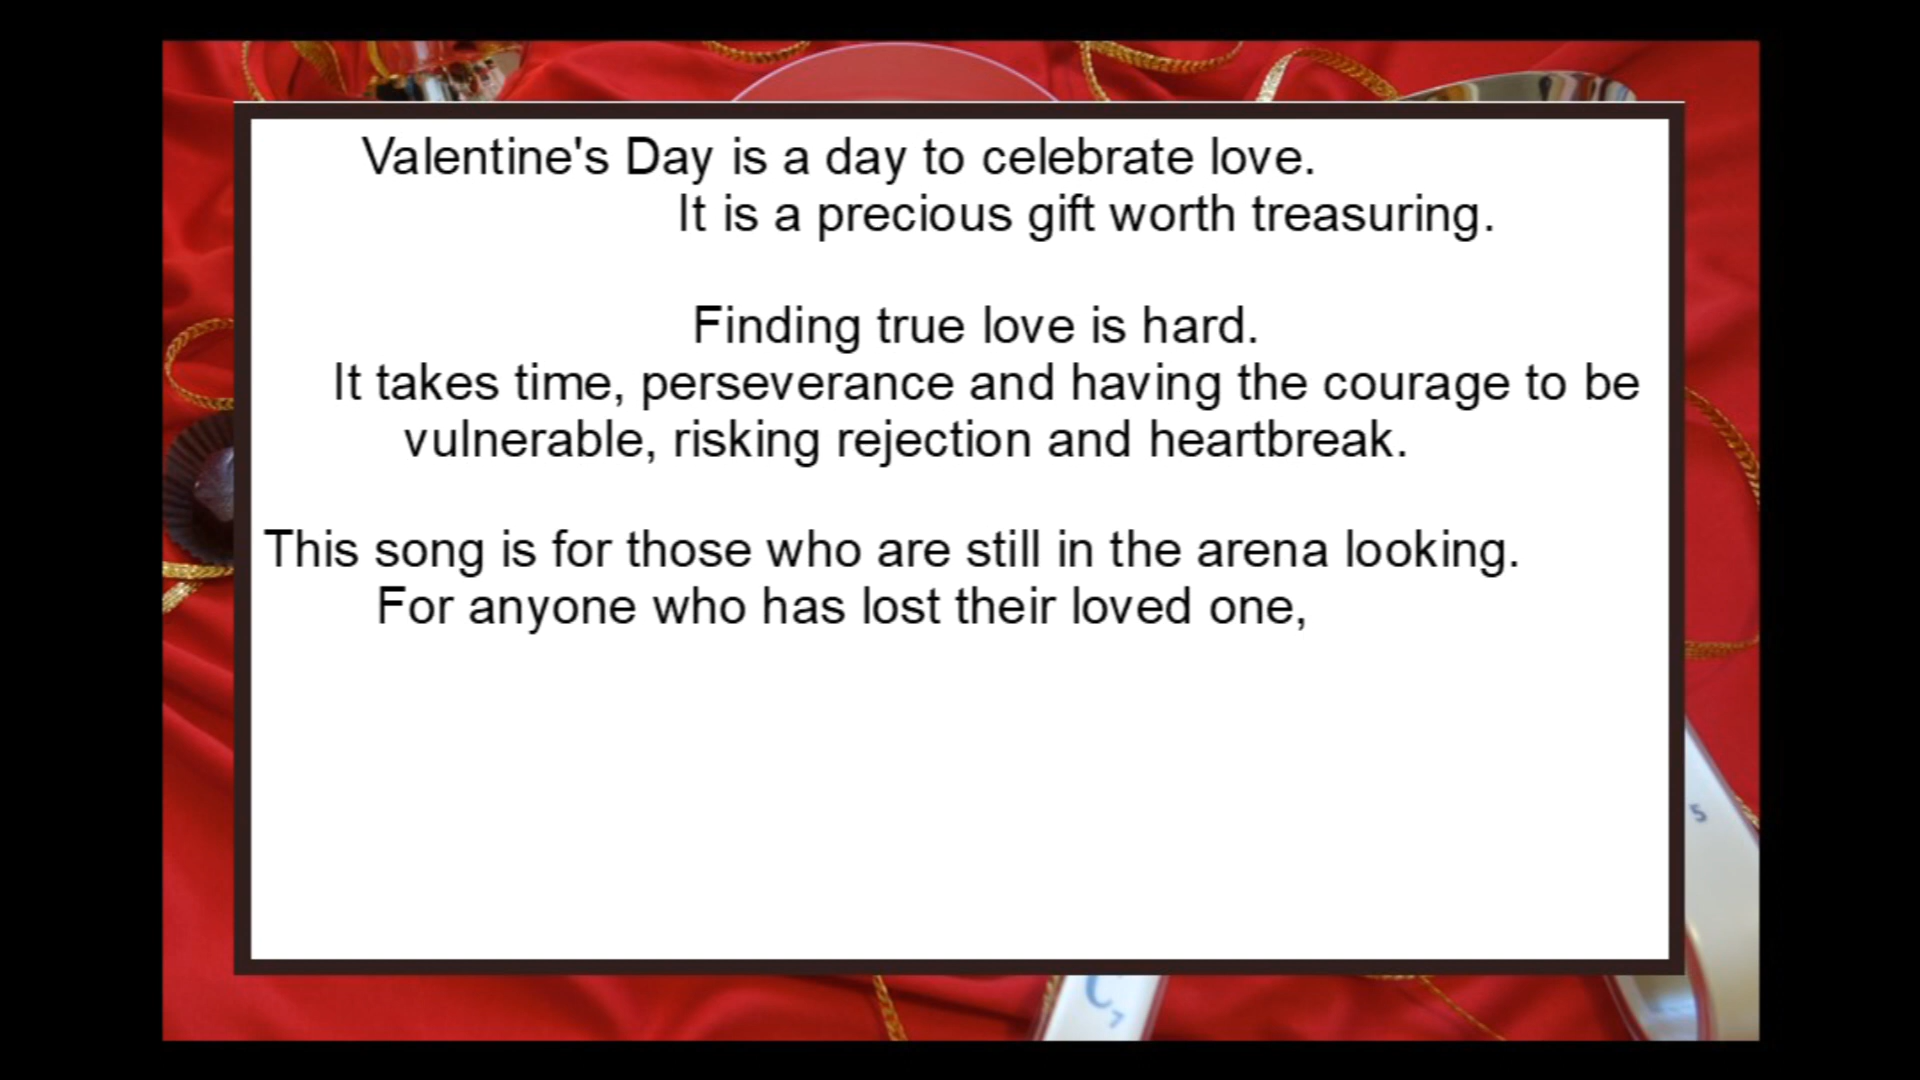 Valentine's Day is a day to celebrate love.
It is a precious gift worth treasuring.
Finding true love is hard.
It takes time, perseverance and having the courage to be
vulnerable, risking rejection and heartbreak.
This song is for those who are still in the arena looking.
For anyone who has lost their loved one,
5
C
7